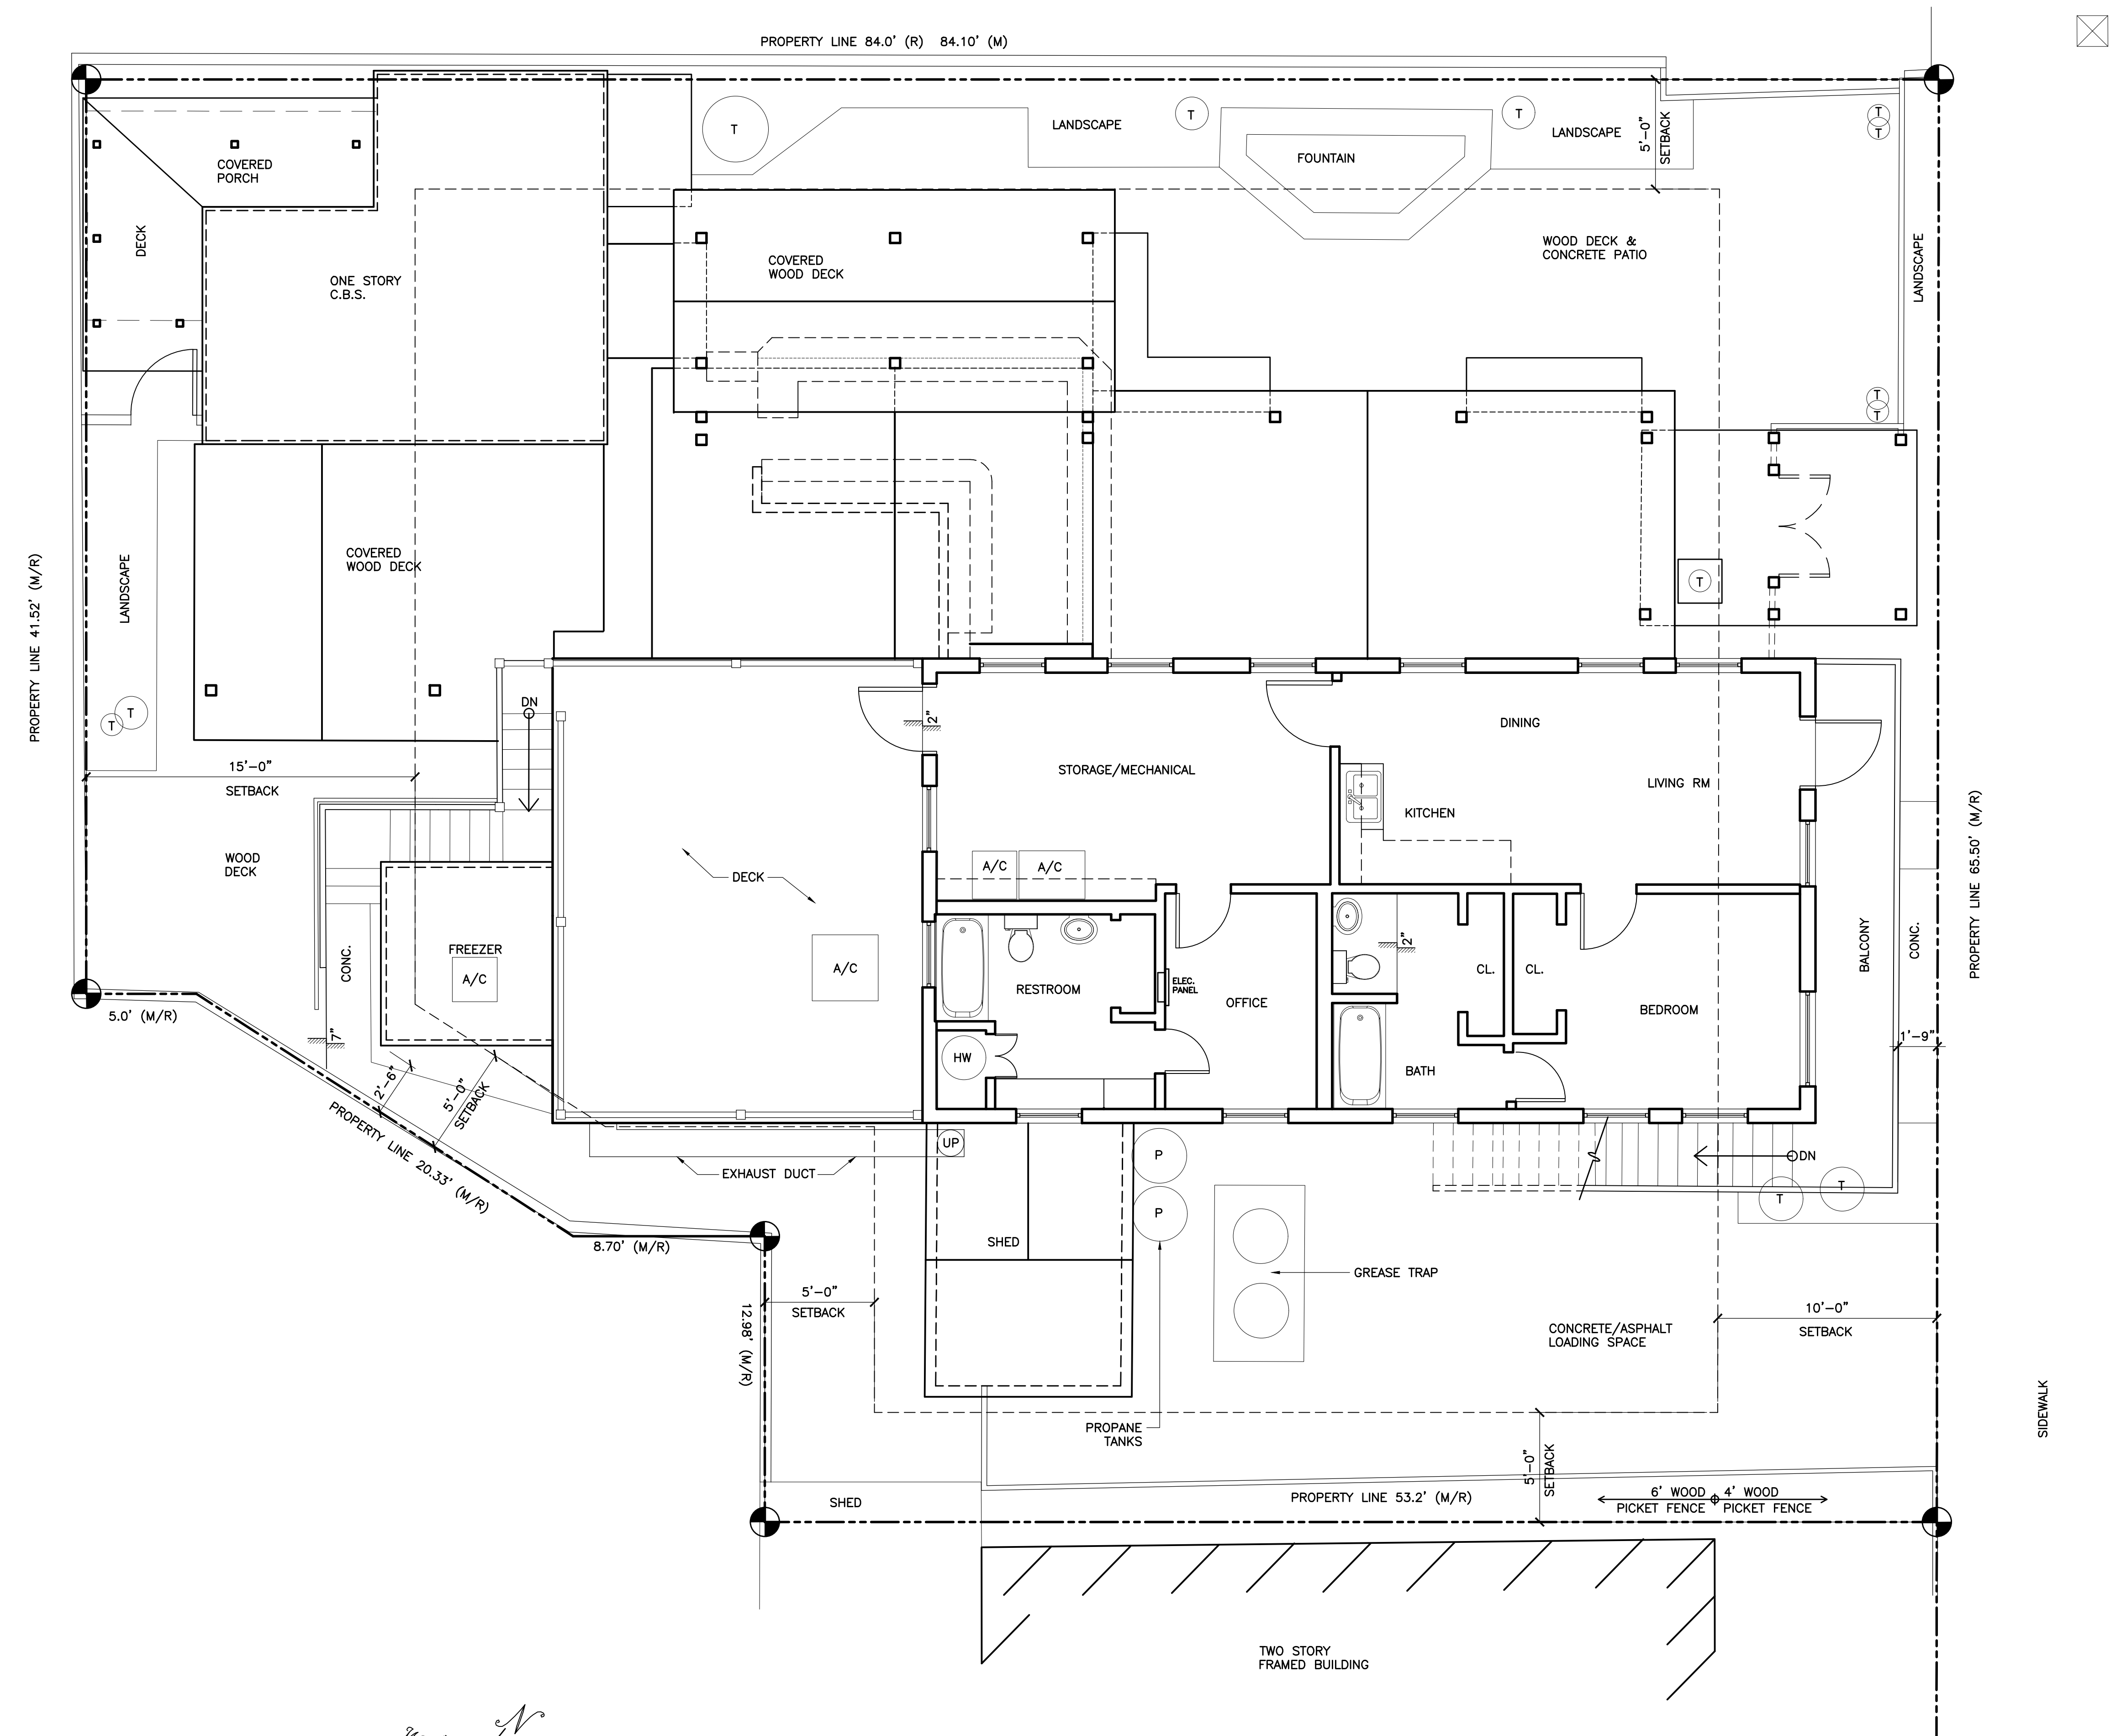 PROPERTY LINE 84.0' (R) 84.10' (M)
T
LANDSCAPE
T
T
LANDSCAPE
5'-0"
SETBACK
T
T
FOUNTAIN
COVERED
PORCH
DECK
ONE STORY
C.B.S.
COVERED
WOOD DECK
WOOD DECK &
CONCRETE PATIO
LANDSCAPE
T
T
PROPERTY LINE 41.52' (M/R)
LANDSCAPE
COVERED
WOOD DECK
T
T
T
DN
2"
DINING
15'-0"
SETBACK
STORAGE/MECHANICAL
LIVING RM
KITCHEN
PROPERTY LINE 65.50' (M/R)
WOOD
DECK
DECK
A/C
A/C
FREEZER
A/C
CONC.
A/C
RESTROOM
ELEC.
PANEL
OFFICE
2"
CL.
CL.
BEDROOM
BALCONY
CONC.
5.0' (M/R)
7"
HW
BATH
1'-9"
2'-6"
5'-0"
SETBACK
PROPERTY LINE 20.33' (M/R)
UP
EXHAUST DUCT
P
P
DN
T
T
8.70' (M/R)
SHED
GREASE TRAP
5'-0"
SETBACK
12.98' (M/R)
10'-0"
SETBACK
CONCRETE/ASPHALT
LOADING SPACE
SIDEWALK
PROPANE
TANKS
5'-0"
SETBACK
SHED
PROPERTY LINE 53.2' (M/R)
6' WOOD
PICKET FENCE
4' WOOD
PICKET FENCE
TWO STORY
FRAMED BUILDING
N